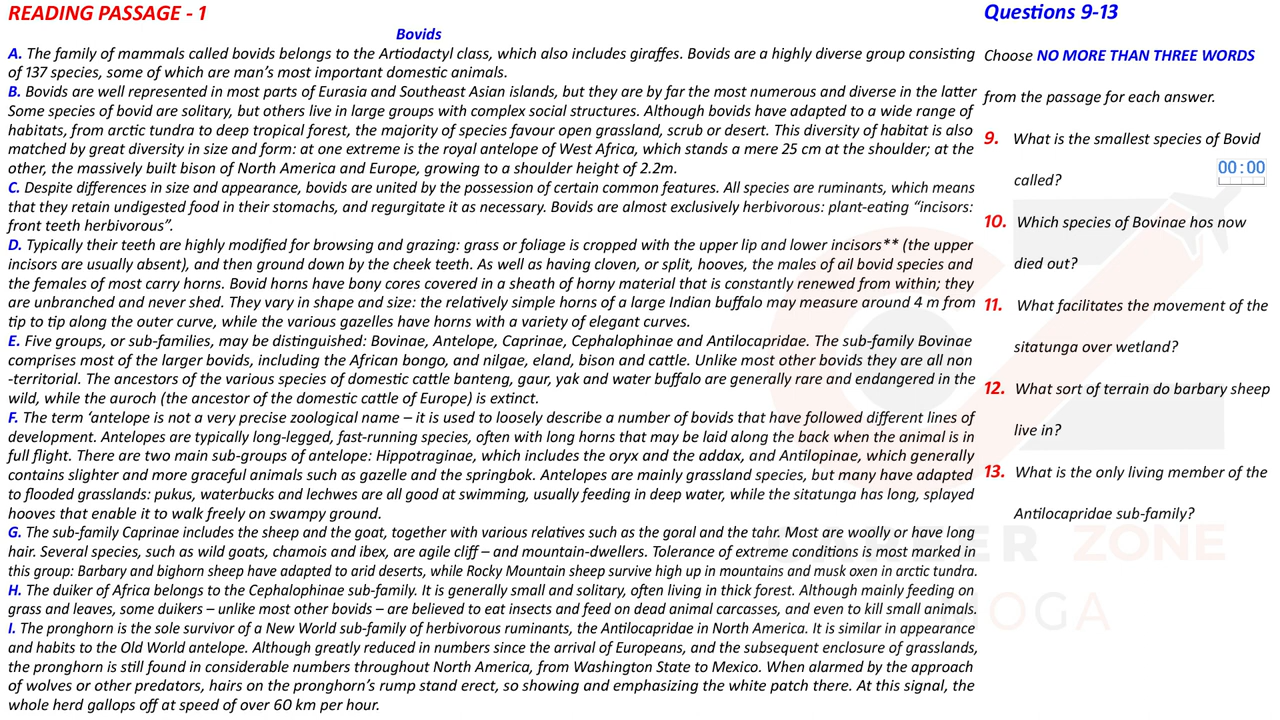 READING PASSAGE - 1
Bovids
A. The family of mammals called bovids belongs to the Artiodactyl class, which also includes giraffes. Bovids are a highly diverse group consisting
of 137 species, some of which are man's most important domestic animals.
B. Bovids are well represented in most parts of Eurasia and Southeast Asian islands, but they are by far the most numerous and diverse in the latter
Some species of bovid are solitary, but others live in large groups with complex social structures. Although bovids have adapted to a wide range of
habitats, from arctic tundra to deep tropical forest, the majority of species favour open grassland, scrub or desert. This diversity of habitat is also
matched by great diversity in size and form: at one extreme is the royal antelope of West Africa, which stands a mere 25 cm at the shoulder; at the
other, the massively built bison of North America and Europe, growing to a shoulder height of 2.2m.
C. Despite differences in size and appearance, bovids are united by the possession of certain common features. All species are ruminants, which means
that they retain undigested food in their stomachs, and regurgitate it as necessary. Bovids are almost exclusively herbivorous: plant-eating "incisors:
front teeth herbivorous".
D. Typically their teeth are highly modified for browsing and grazing: grass or foliage is cropped with the upper lip and lower incisors** (the upper
incisors are usually absent), and then ground down by the cheek teeth. As well as having cloven, or split, hooves, the males of ail bovid species and
the females of most carry horns. Bovid horns have bony cores covered in a sheath of horny material that is constantly renewed from within; they
are unbranched and never shed. They vary in shape and size: the relatively simple horns of a large Indian buffalo may measure around 4 m from
tip to tip along the outer curve, while the various gazelles have horns with a variety of elegant curves.
E. Five groups, or sub-families, may be distinguished: Bovinae, Antelope, Caprinae, Cephalophinae and Antilocapridae. The sub-family Bovinae
comprises most of the larger bovids, including the African bongo, and nilgae, eland, bison and cattle. Unlike most other bovids they are all non
-territorial. The ancestors of the various species of domestic cattle banteng, gaur, yak and water buffalo are generally rare and endangered in the
wild, while the auroch (the ancestor of the domestic cattle of Europe) is extinct.
F. The term 'antelope is not a very precise zoological name – it is used to loosely describe a number of bovids that have followed different lines of
development. Antelopes are typically long-legged, fast-running species, often with long horns that may be laid along the back when the animal is in
full flight. There are two main sub-groups of antelope: Hippotraginae, which includes the oryx and the addax, and Antilopinae, which generally
contains slighter and more graceful animals such as gazelle and the springbok. Antelopes are mainly grassland species, but many have adapted
to flooded grasslands: pukus, waterbucks and lechwes are all good at swimming, usually feeding in deep water, while the sitatunga has long, splayed
hooves that enable it to walk freely on swampy ground.
G. The sub-family Caprinae includes the sheep and the goat, together with various relatives such as the goral and the tahr. Most are woolly or have long
hair. Several species, such as wild goats, chamois and ibex, are agile cliff – and mountain-dwellers. Tolerance of extreme conditions is most marked in
this group: Barbary and bighorn sheep have adapted to arid deserts, while Rocky Mountain sheep survive high up in mountains and musk oxen in arctic tundra.
H. The duiker of Africa belongs to the Cephalophinae sub-family. It is generally small and solitary, often living in thick forest. Although mainly feeding on
grass and leaves, some duikers – unlike most other bovids – are believed to eat insects and feed on dead animal carcasses, and even to kill small animals.
I. The pronghorn is the sole survivor of a New World sub-family of herbivorous ruminants, the Antilocapridae in North America. It is similar in appearance
and habits to the Old World antelope. Although greatly reduced in numbers since the arrival of Europeans, and the subsequent enclosure of grasslands,
the pronghorn is still found in considerable numbers throughout North America, from Washington State to Mexico. When alarmed by the approach
of wolves or other predators, hairs on the pronghorn's rump stand erect, so showing and emphasizing the white patch there. At this signal, the
whole herd gallops off at speed of over 60 km per hour.
Questions 9-13
Choose NO MORE THAN THREE WORDS
from the passage for each answer.
9. What is the smallest species of Bovid
called?
00:00
10. Which species of Bovinae hos now
died out?
11. What facilitates the movement of the
sitatunga over wetland?
12. What sort of terrain do barbary sheep
live in?
13. What is the only living member of the
Antilocapridae sub-family?
CAREER ZONE
MOGA